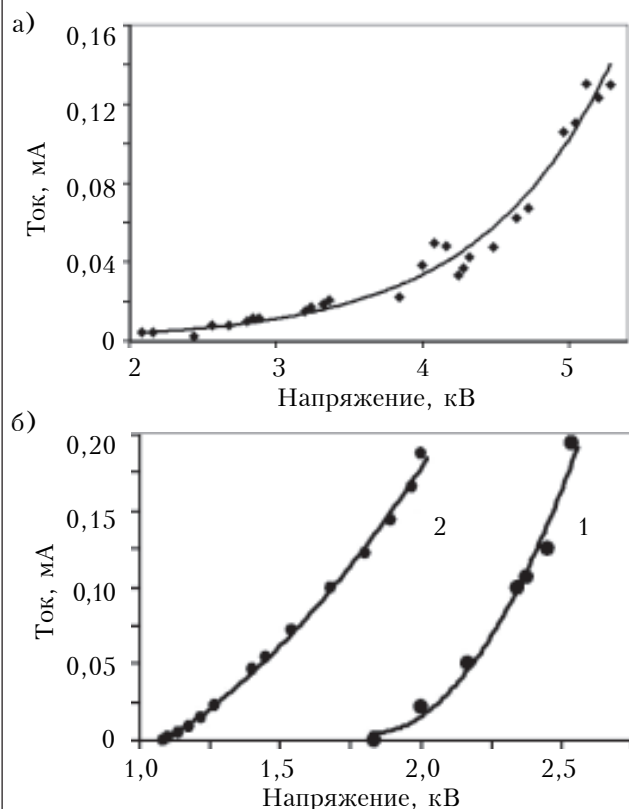 а)
0,16
0,12
0,08
0,04
0
Ток, мА
2 3 4 5
Напряжение, кВ
б)
0,20
0,15
0,10
0,05
0
Ток, мА
2 1
1,0 1,5 2,0 2,5
Напряжение, кВ